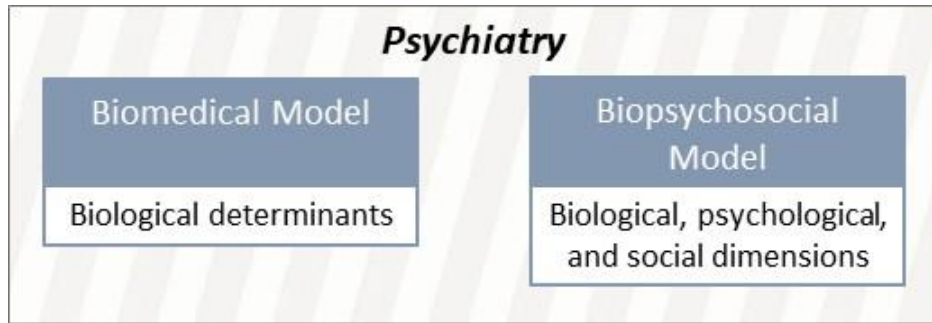 Psychiatry
Biomedical Model
Biological determinants
Biopsychosocial
Model
Biological, psychological,
and social dimensions